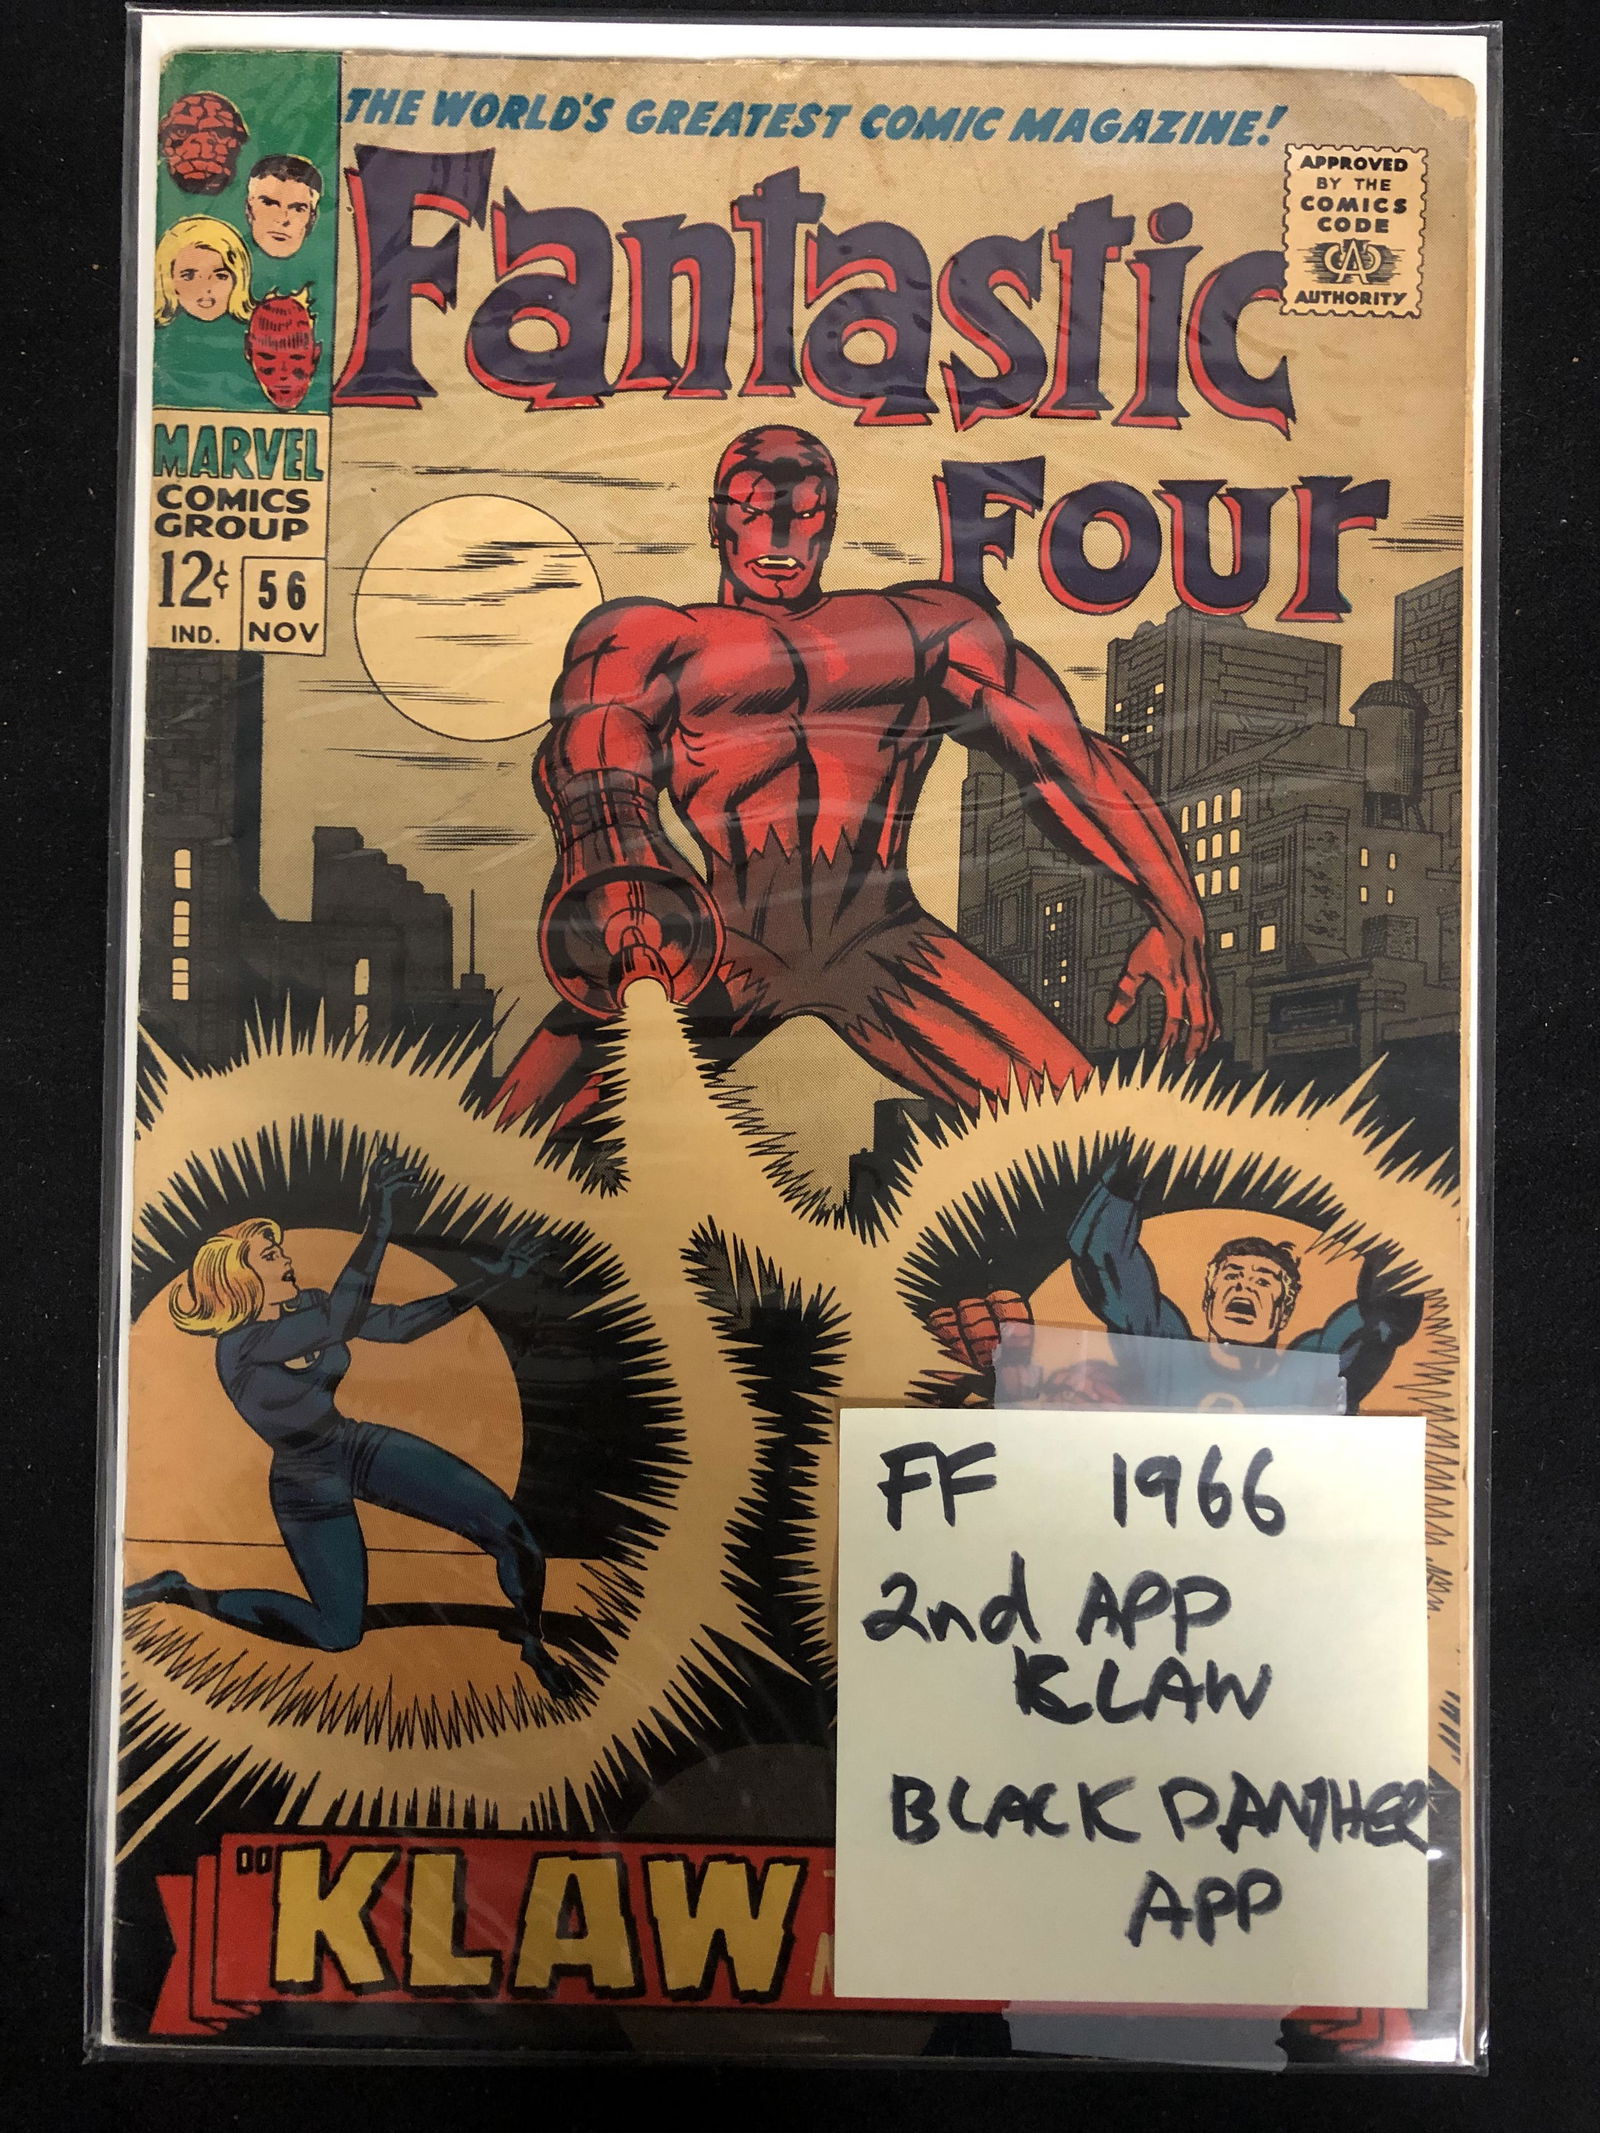 THE WORLD'S GREATEST COMIC MAGAZINE!
Fantastic
Four
APPROVED
BY THE
COMICS
CODE
CA
AUTHORITY
MARVEL
COMICS
GROUP
12¢
IND.
56
NOV
FF 1966
2nd APP
KLAW
BLACK PANTHER
APP
"KLAW